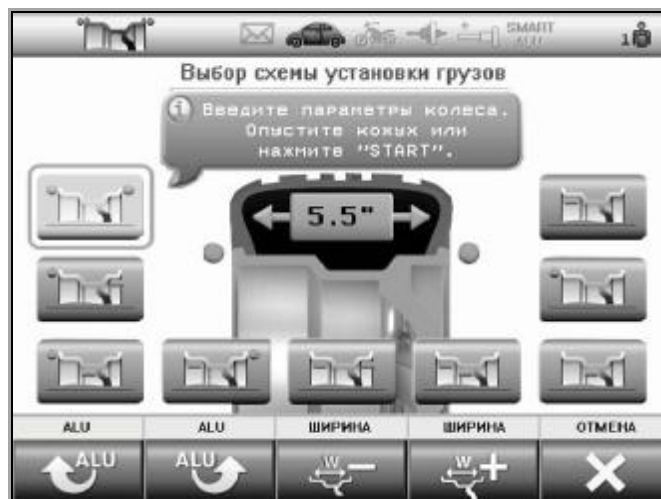 SMART
ALU
1
Выбор схемы установки грузов
Введите параметры колеса.
Опустите кожух или
нажмите "START".
5.5"
ALU ALU ШИРИНА ШИРИНА ОТМЕНА
ALU ALU W W